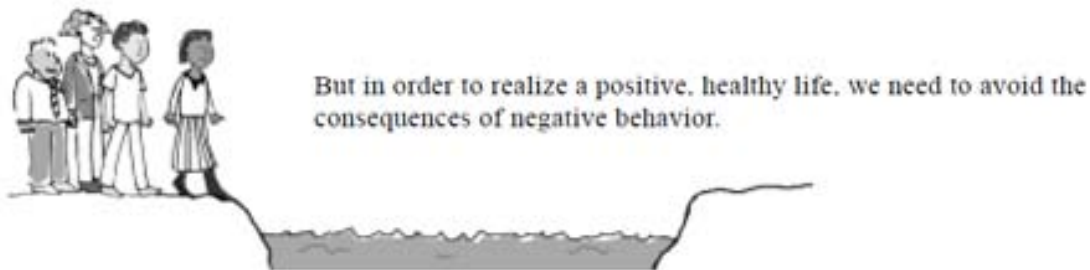 But in order to realize a positive, healthy life, we need to avoid the
consequences of negative behavior.